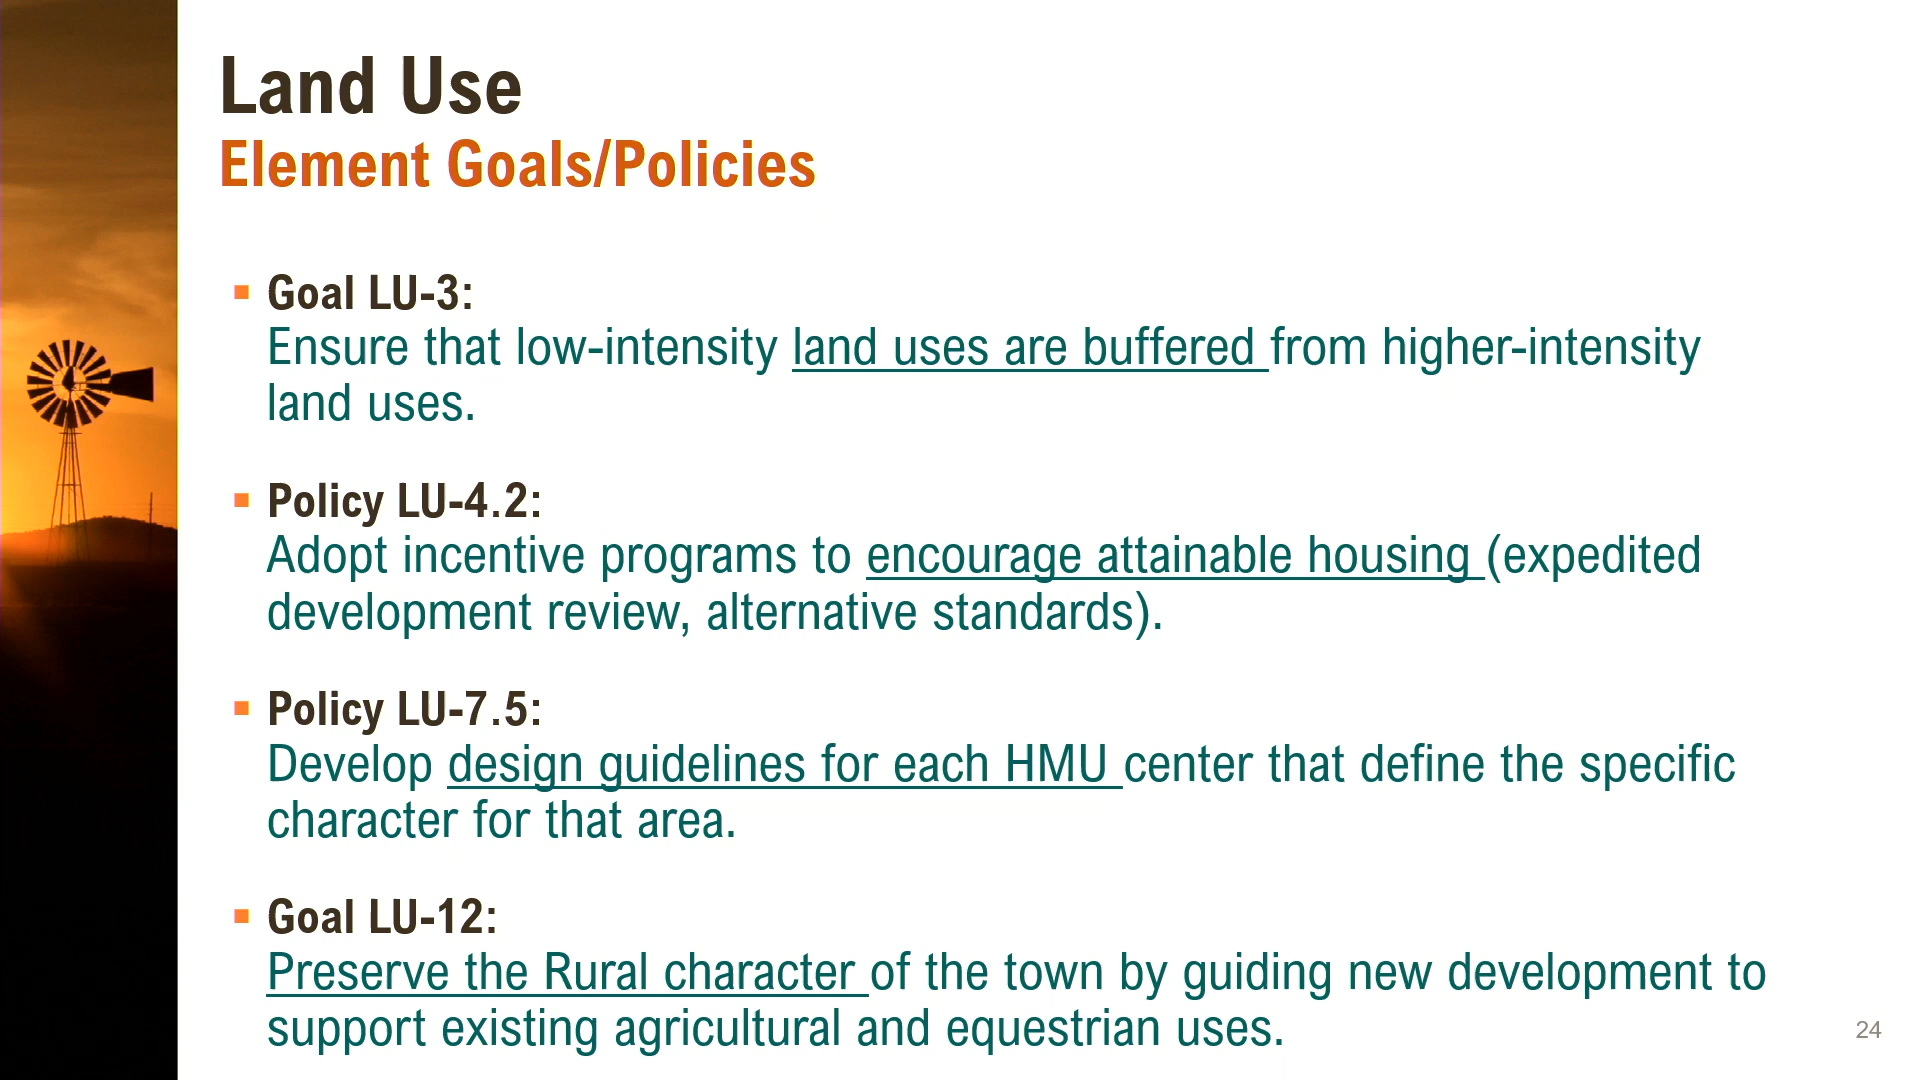 Land Use
Element Goals/Policies
▪ Goal LU-3:
Ensure that low-intensity land uses are buffered from higher-intensity
land uses.
▪ Policy LU-4.2:
Adopt incentive programs to encourage attainable housing (expedited
development review, alternative standards).
▪ Policy LU-7.5:
Develop design guidelines for each HMU center that define the specific
character for that area.
▪ Goal LU-12:
Preserve the Rural character of the town by guiding new development to
support existing agricultural and equestrian uses.
24